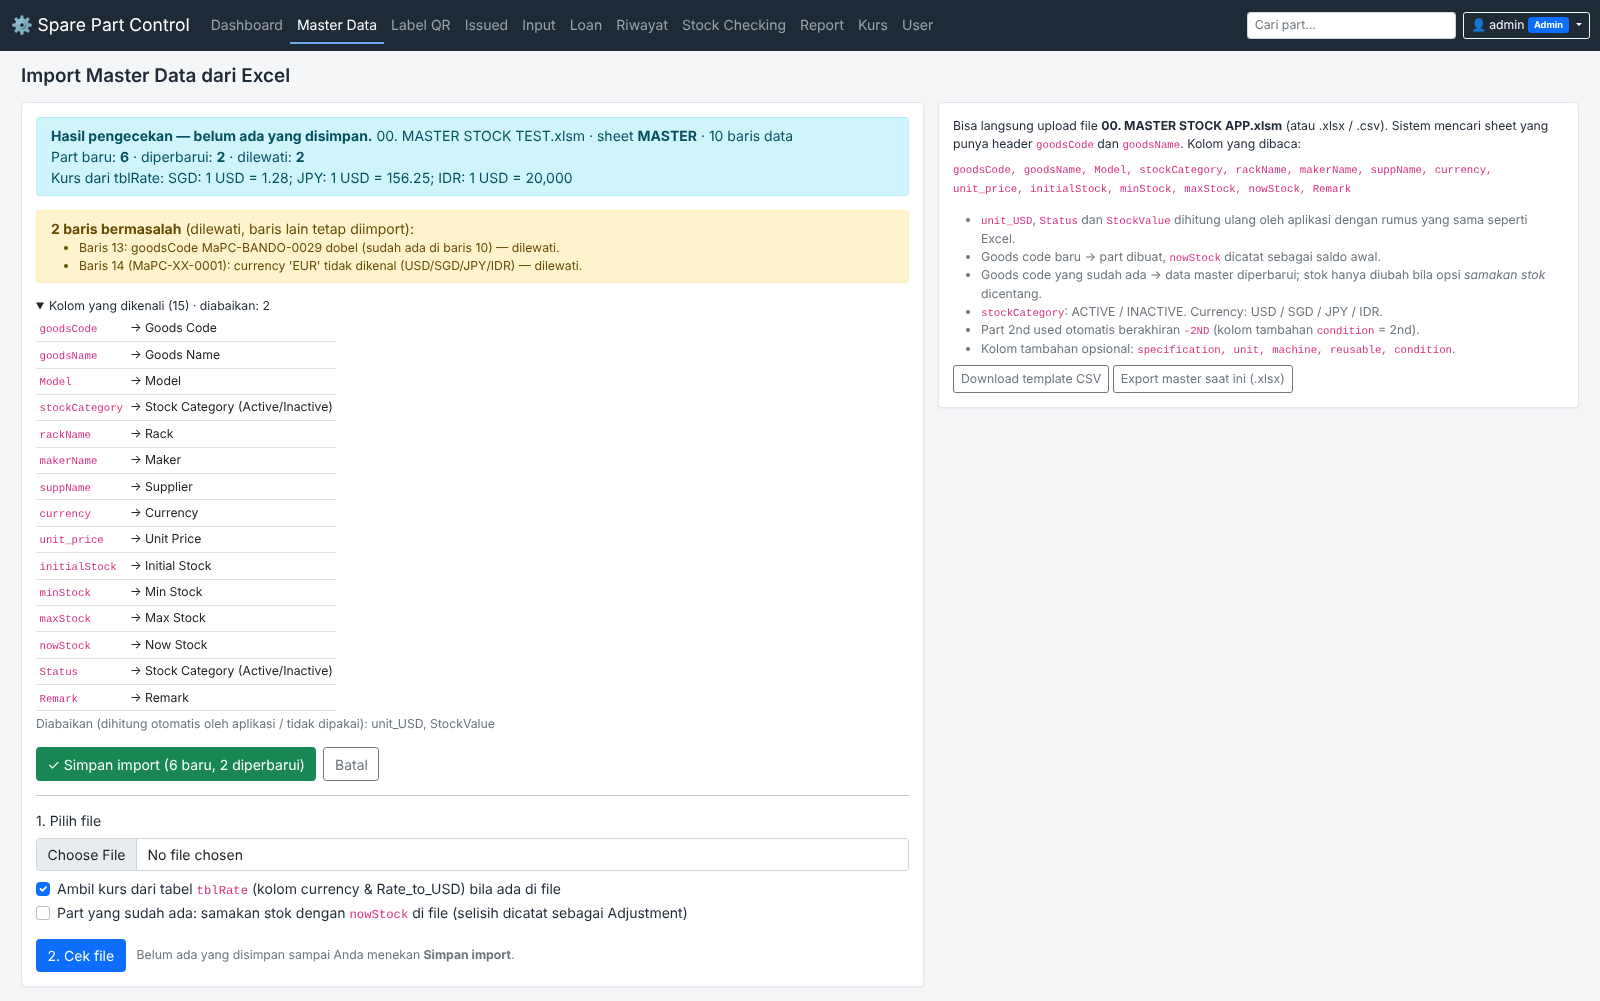 ⚙️ Spare Part Control Dashboard Master Data Label QR Issued Input Loan Riwayat Stock Checking Report Kurs User Cari part... 👤 admin Admin
Import Master Data dari Excel
Hasil pengecekan — belum ada yang disimpan. 00. MASTER STOCK TEST.xlsm · sheet MASTER · 10 baris data
Part baru: 6 · diperbarui: 2 · dilewati: 2
Kurs dari tblRate: SGD: 1 USD = 1.28; JPY: 1 USD = 156.25; IDR: 1 USD = 20,000
2 baris bermasalah (dilewati, baris lain tetap diimport):
• Baris 13: goodsCode MaPC-BANDO-0029 dobel (sudah ada di baris 10) — dilewati.
• Baris 14 (MaPC-XX-0001): currency 'EUR' tidak dikenal (USD/SGD/JPY/IDR) — dilewati.
▼ Kolom yang dikenali (15) · diabaikan: 2
goodsCode → Goods Code
goodsName → Goods Name
Model → Model
stockCategory → Stock Category (Active/Inactive)
rackName → Rack
makerName → Maker
suppName → Supplier
currency → Currency
unit_price → Unit Price
initialStock → Initial Stock
minStock → Min Stock
maxStock → Max Stock
nowStock → Now Stock
Status → Stock Category (Active/Inactive)
Remark → Remark
Diabaikan (dihitung otomatis oleh aplikasi / tidak dipakai): unit_USD, StockValue
✓ Simpan import (6 baru, 2 diperbarui) Batal
1. Pilih file
Choose File No file chosen
Ambil kurs dari tabel tblRate (kolom currency & Rate_to_USD) bila ada di file
Part yang sudah ada: samakan stok dengan nowStock di file (selisih dicatat sebagai Adjustment)
2. Cek file Belum ada yang disimpan sampai Anda menekan Simpan import.
Bisa langsung upload file 00. MASTER STOCK APP.xlsm (atau .xlsx / .csv). Sistem mencari sheet yang
punya header goodsCode dan goodsName. Kolom yang dibaca:
goodsCode, goodsName, Model, stockCategory, rackName, makerName, suppName, currency,
unit_price, initialStock, minStock, maxStock, nowStock, Remark
• unit_USD, Status dan StockValue dihitung ulang oleh aplikasi dengan rumus yang sama seperti
Excel.
• Goods code baru → part dibuat, nowStock dicatat sebagai saldo awal.
• Goods code yang sudah ada → data master diperbarui; stok hanya diubah bila opsi samakan stok
dicentang.
• stockCategory: ACTIVE / INACTIVE. Currency: USD / SGD / JPY / IDR.
• Part 2nd used otomatis berakhiran -2ND (kolom tambahan condition = 2nd).
• Kolom tambahan opsional: specification, unit, machine, reusable, condition.
Download template CSV Export master saat ini (.xlsx)